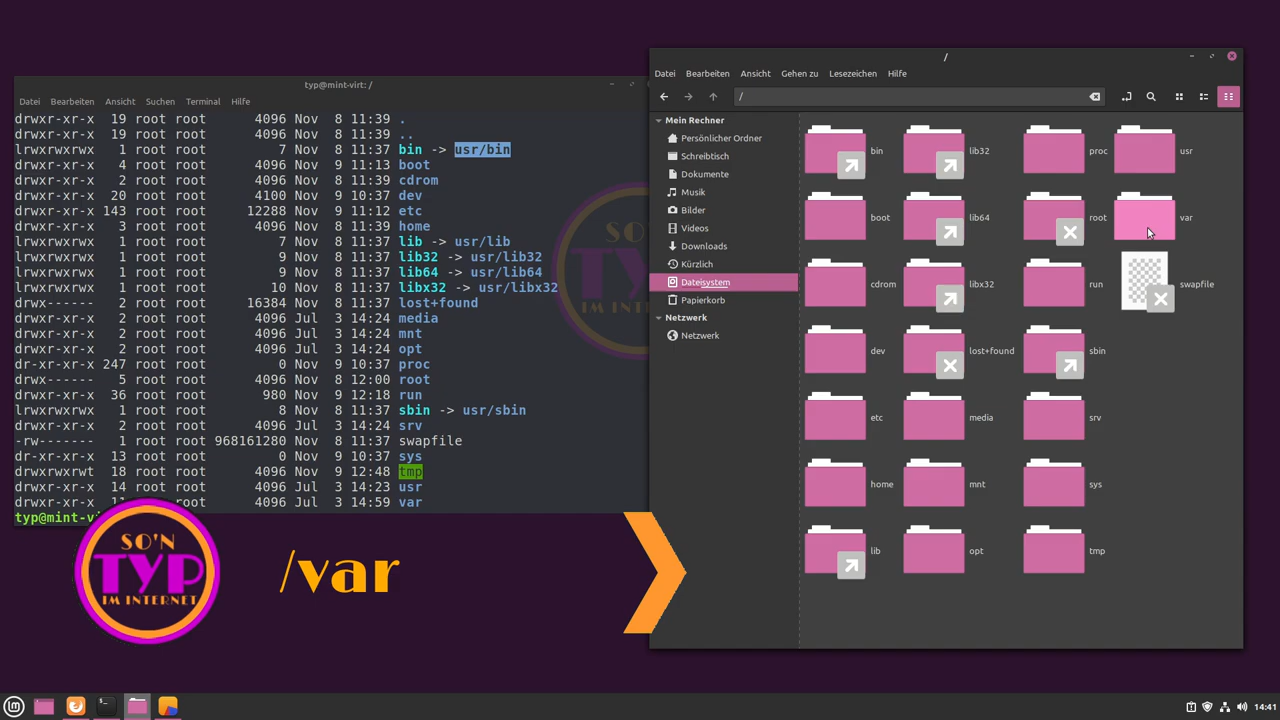 typ@mint-virt: /
Datei Bearbeiten Ansicht Suchen Terminal Hilfe
drwxr-xr-x 19 root root 4096 Nov 8 11:39 .
drwxr-xr-x 19 root root 4096 Nov 8 11:39 ..
lrwxrwxrwx 1 root root 7 Nov 8 11:37 bin -> usr/bin
drwxr-xr-x 4 root root 4096 Nov 9 11:13 boot
drwxr-xr-x 2 root root 4096 Nov 8 11:39 cdrom
drwxr-xr-x 20 root root 4100 Nov 9 10:37 dev
drwxr-xr-x 143 root root 12288 Nov 9 11:12 etc
drwxr-xr-x 3 root root 4096 Nov 8 11:39 home
lrwxrwxrwx 1 root root 7 Nov 8 11:37 lib -> usr/lib
lrwxrwxrwx 1 root root 9 Nov 8 11:37 lib32 -> usr/lib32
lrwxrwxrwx 1 root root 9 Nov 8 11:37 lib64 -> usr/lib64
lrwxrwxrwx 1 root root 10 Nov 8 11:37 libx32 -> usr/libx32
drwx------ 2 root root 16384 Nov 8 11:37 lost+found
drwxr-xr-x 2 root root 4096 Jul 3 14:24 media
drwxr-xr-x 2 root root 4096 Jul 3 14:24 mnt
drwxr-xr-x 2 root root 4096 Jul 3 14:24 opt
dr-xr-xr-x 247 root root 0 Nov 9 10:37 proc
drwx------ 5 root root 4096 Nov 8 12:00 root
drwxr-xr-x 36 root root 980 Nov 9 12:18 run
lrwxrwxrwx 1 root root 8 Nov 8 11:37 sbin -> usr/sbin
drwxr-xr-x 2 root root 4096 Jul 3 14:24 srv
-rw------- 1 root root 968161280 Nov 8 11:37 swapfile
dr-xr-xr-x 13 root root 0 Nov 9 10:37 sys
drwxrwxrwt 18 root root 4096 Nov 9 12:48 tmp
drwxr-xr-x 14 root root 4096 Jul 3 14:23 usr
drwxr-xr-x 11 root root 4096 Jul 3 14:59 var
typ@mint-vi
TYP
SO'N
TYP
IM INTERNET
/var
/
Datei Bearbeiten Ansicht Gehen zu Lesezeichen Hilfe
/
Mein Rechner
Persönlicher Ordner
Schreibtisch
Dokumente
Musik
Bilder
Videos
Downloads
Kürzlich
Dateisystem
Papierkorb
Netzwerk
Netzwerk
bin lib32 proc usr
boot lib64 root var
cdrom libx32 run swapfile
dev lost+found sbin
etc media srv
home mnt sys
lib opt tmp
14:41